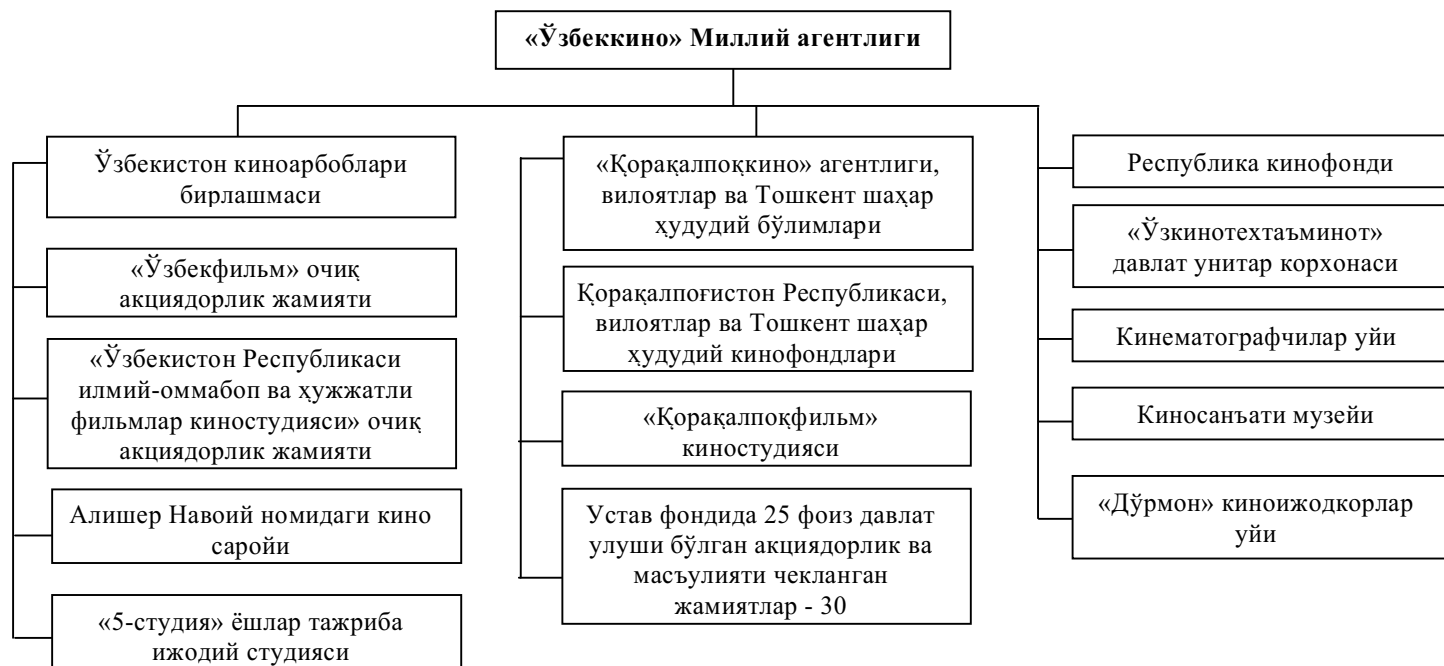 «Ўзбеккино» Миллий агентлиги
Ўзбекистон киноарбоблари
бирлашмаси
«Ўзбекфильм» очиқ
акциядорлик жамияти
«Ўзбекистон Республикаси
илмий-оммабоп ва ҳужжатли
фильмлар киностудияси» очиқ
акциядорлик жамияти
Алишер Навоий номидаги кино
саройи
«5-студия» ёшлар тажриба
ижодий студияси
«Қорақалпоққино» агентлиги,
вилоятлар ва Тошкент шаҳар
ҳудудий бўлимлари
Қорақалпоғистон Республикаси,
вилоятлар ва Тошкент шаҳар
ҳудудий кинофондлари
«Қорақалпоқфильм»
киностудияси
Устав фондида 25 фоиз давлат
улуши бўлган акциядорлик ва
масъулияти чекланган
жамиятлар - 30
Республика кинофонди
«Ўзкинотехтаъминот»
давлат унитар корхонаси
Кинематографчилар уйи
Киносанъати музейи
«Дўрмон» киноижодкорлар
уйи